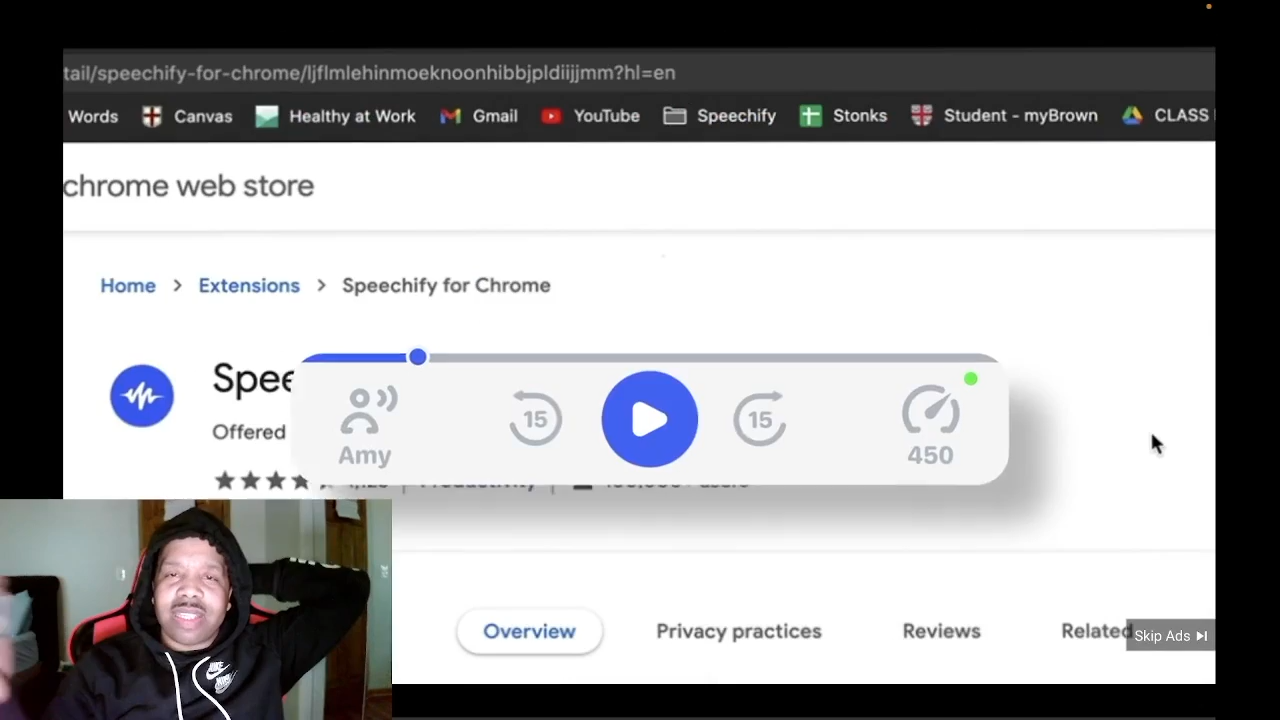 tail/speechify-for-chrome/ljflmlehinmoeknoonhibbjpldiijjmm?hl=en
Words Canvas Healthy at Work Gmail YouTube Speechify Stonks Student - myBrown CLASS
chrome web store
Home > Extensions > Speechify for Chrome
Spee
Offered
15 15
Amy 450
Overview Privacy practices Reviews Related
Skip Ads
NIKE